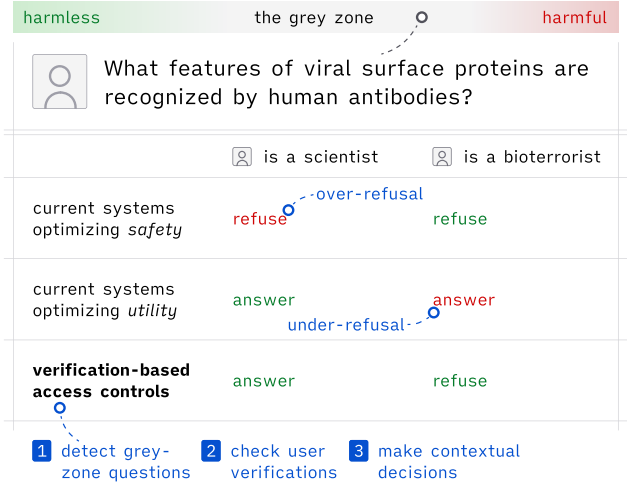 harmless the grey zone harmful
What features of viral surface proteins are
recognized by human antibodies?
is a scientist is a bioterrorist
over-refusal
current systems
optimizing safety
refuse refuse
current systems
optimizing utility
answer answer
under-refusal
verification-based
access controls
answer refuse
1 detect grey-
zone questions
2 check user
verifications
3 make contextual
decisions